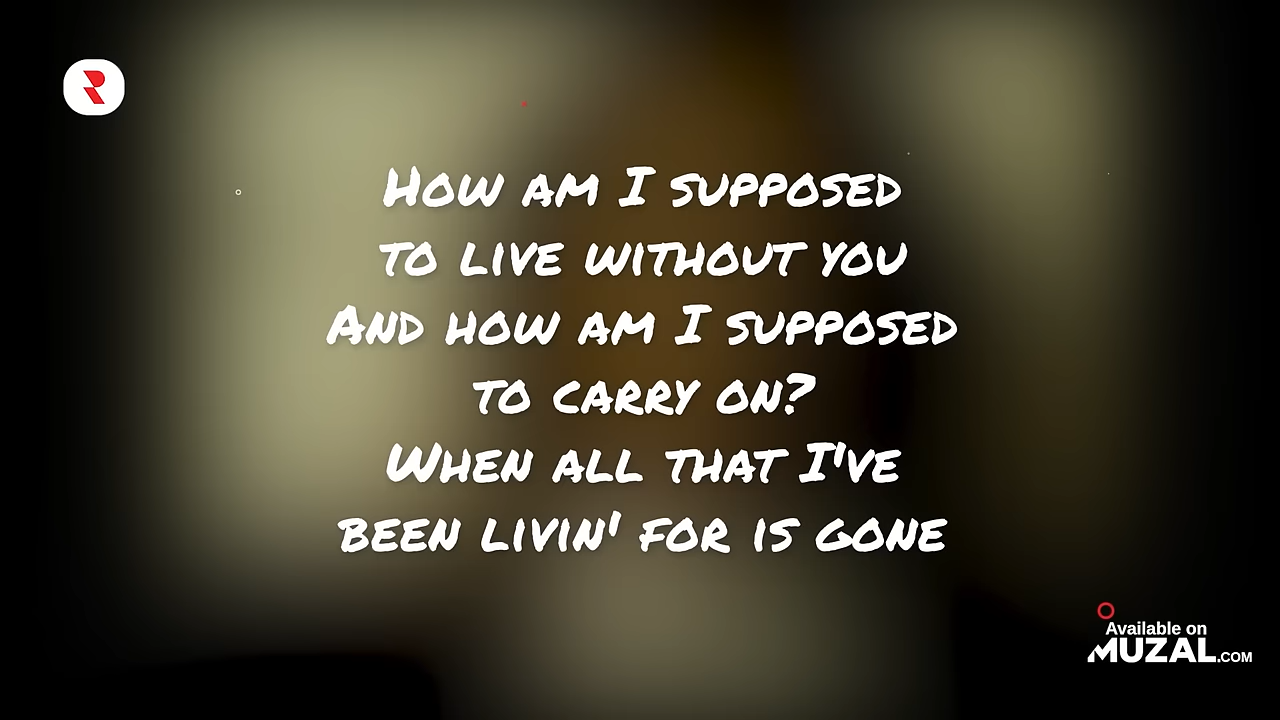 How am I supposed
to live without you
And how am I supposed
to carry on?
When all that I've
been livin' for is gone
R
Available on
MUZAL.COM